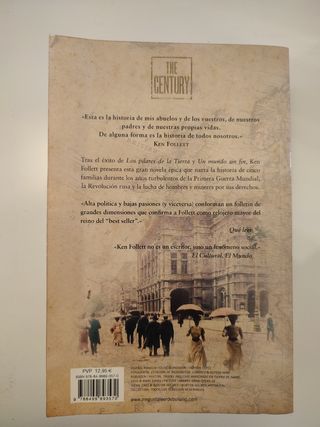 THE
CENTURY
«Esta es la historia de mis abuelos y de los vuestros, de nuestros
padres y de nuestras propias vidas.
De alguna forma es la historia de todos nosotros.»
KEN FOLLETT
Tras el éxito de Los pilares de la Tierra y Un mundo sin fin, Ken
Follett presenta esta gran novela épica que narra la historia de cinco
familias durante los años turbulentos de la Primera Guerra Mundial,
la Revolución rusa y la lucha de hombres y mujeres por sus derechos.
«Alta política y bajas pasiones (y viceversa) conforman un folletín de
grandes dimensiones que confirma a Follett como relojero mayor del
reino del "best seller".»
Qué leer
«Ken Follett no es un escritor, sino un fenómeno social.»
El Cultural, El Mundo
PVP 12,95 €